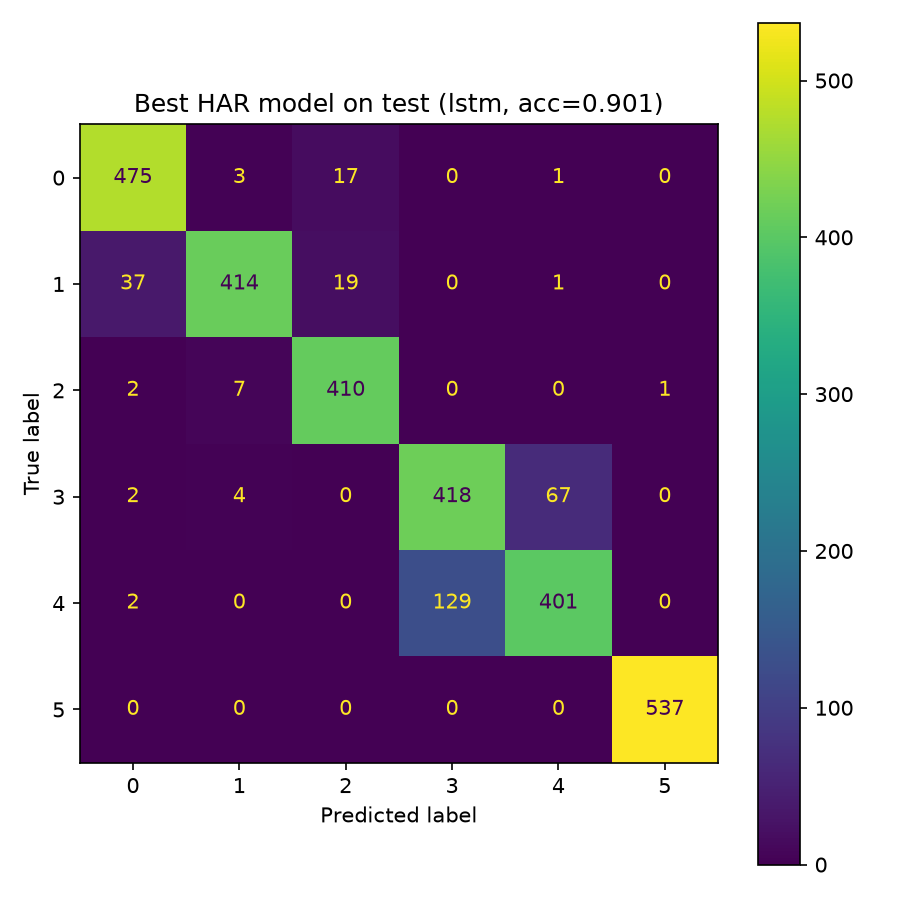 Best HAR model on test (lstm, acc=0.901)
0 475 3 17 0 1 0
1 37 414 19 0 1 0
2 2 7 410 0 0 1
3 2 4 0 418 67 0
4 2 0 0 129 401 0
5 0 0 0 0 0 537
0 1 2 3 4 5
Predicted label
True label
500
400
300
200
100
0